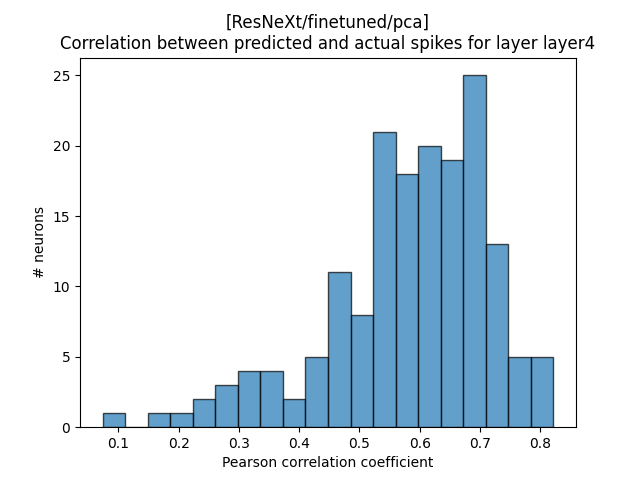 [ResNeXt/finetuned/pca]
Correlation between predicted and actual spikes for layer layer4
25
20
15
10
5
0
# neurons
0.1 0.2 0.3 0.4 0.5 0.6 0.7 0.8
Pearson correlation coefficient